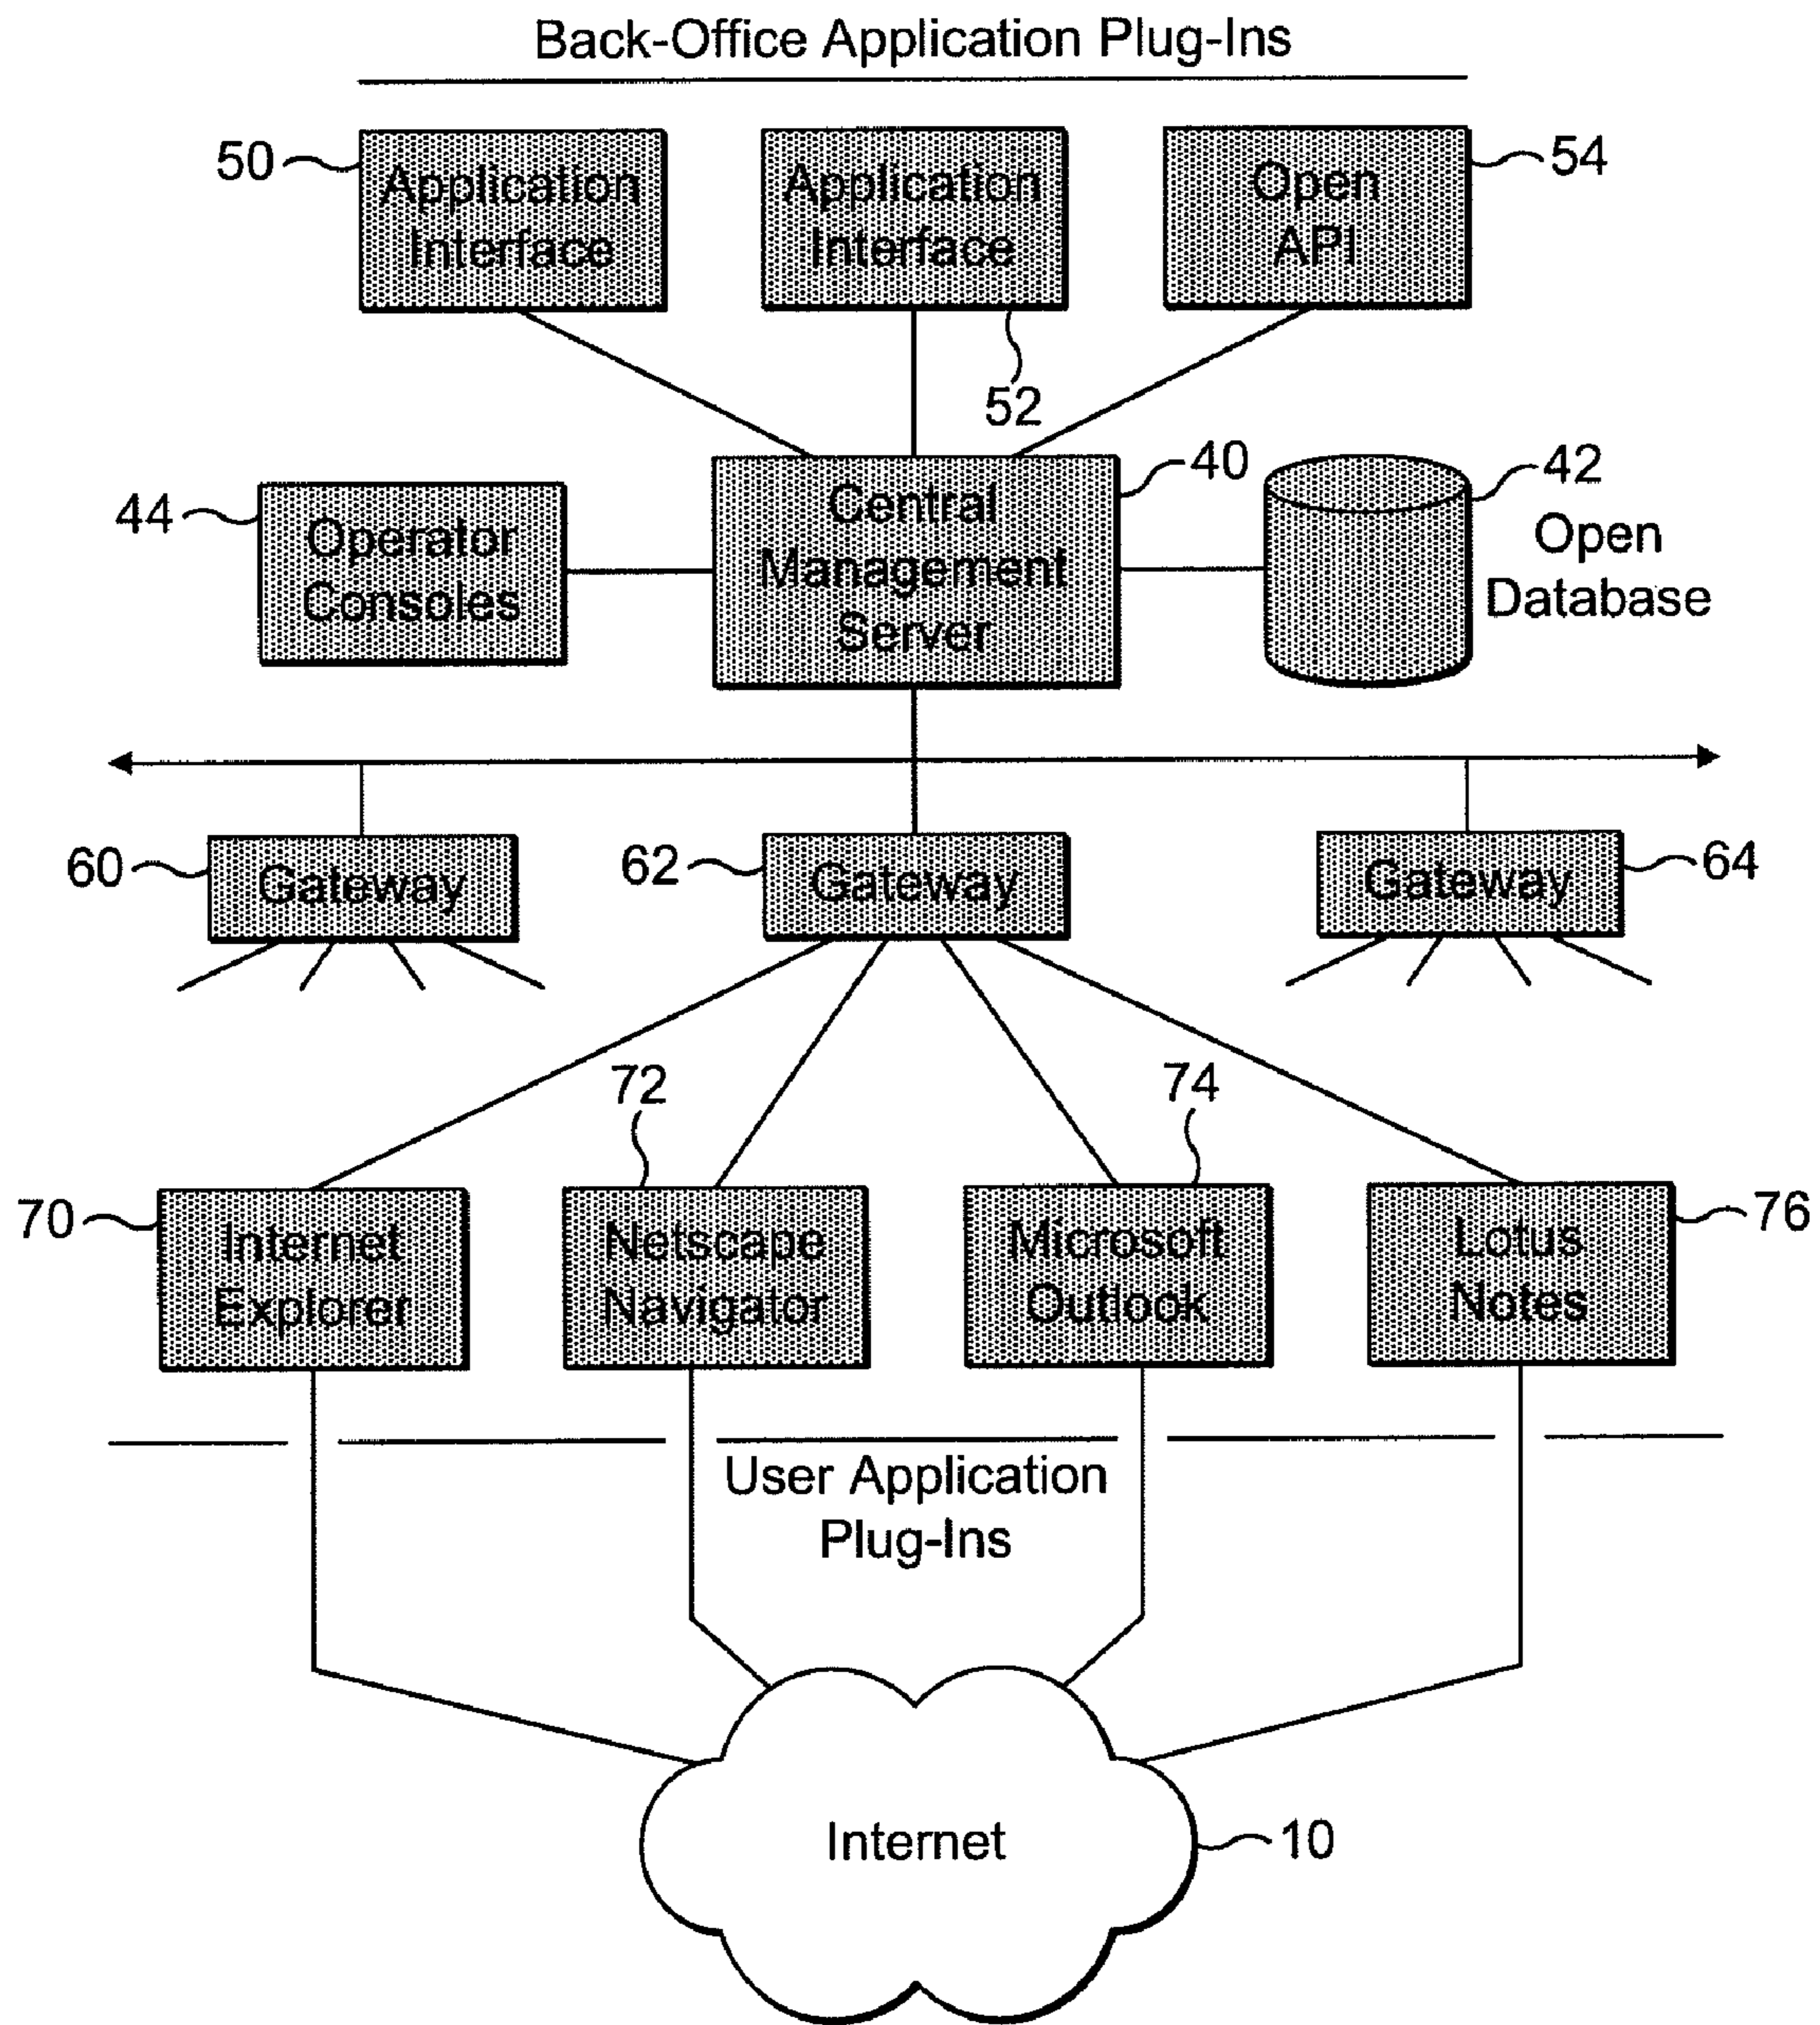 Back-Office Application Plug-Ins
50
Application
Interface
Application
Interface
52
Open
API
54
44
Operator
Consoles
Central
Management
Server
40
42
Open
Database
60
Gateway
62
Gateway
Gateway
64
70
Internet
Explorer
72
Netscape
Navigator
74
Microsoft
Outlook
Lotus
Notes
76
User Application
Plug-Ins
Internet
10